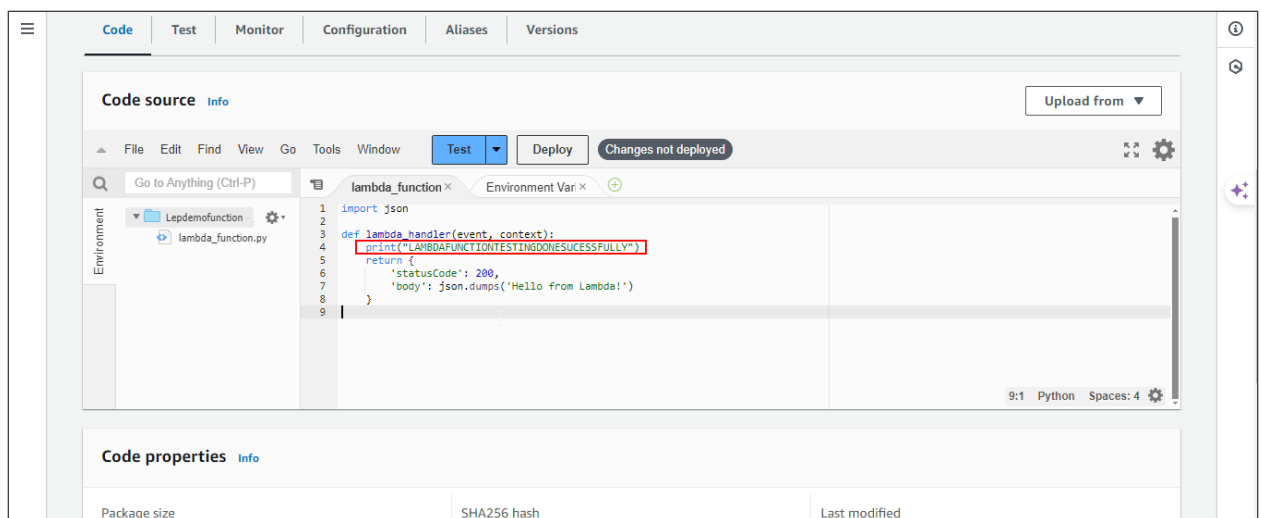 Code Test Monitor Configuration Aliases Versions
Code source Info
Upload from
File Edit Find View Go Tools Window Test Deploy Changes not deployed
Go to Anything (Ctrl-P)
lambda_function × Environment Vari ×
Environment
Lepdemofunction
lambda_function.py
1 import json
2
3 def lambda_handler(event, context):
4 print("LAMBDAFUNCTIONTESTINGDONESUCESSFULLY")
5 return {
6 'statusCode': 200,
7 'body': json.dumps('Hello from Lambda!')
8 }
9
9:1 Python Spaces: 4
Code properties Info
Package size SHA256 hash Last modified